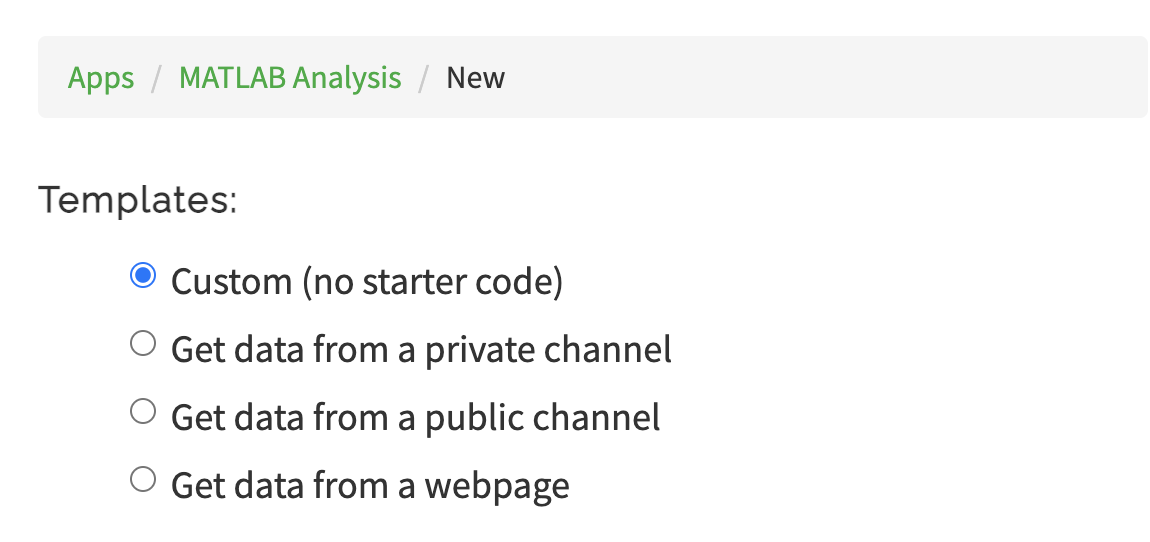 Apps / MATLAB Analysis / New
Templates:
Custom (no starter code)
Get data from a private channel
Get data from a public channel
Get data from a webpage